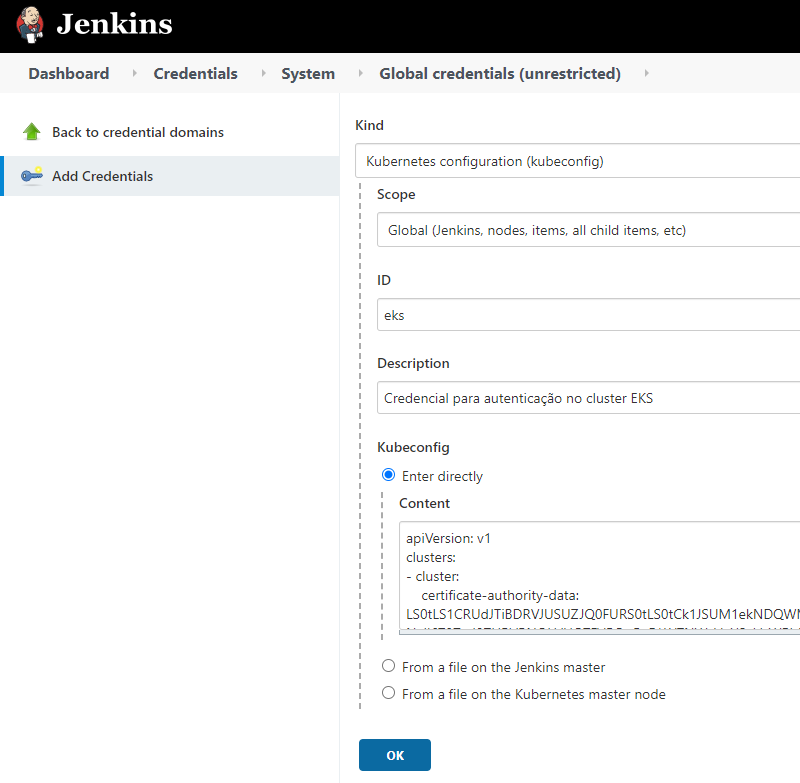 Jenkins
Dashboard Credentials System Global credentials (unrestricted)
Back to credential domains
Add Credentials
Kind
Kubernetes configuration (kubeconfig)
Scope
Global (Jenkins, nodes, items, all child items, etc)
ID
eks
Description
Credencial para autenticação no cluster EKS
Kubeconfig
Enter directly
Content
apiVersion: v1
clusters:
- cluster:
certificate-authority-data:
LS0tLS1CRUdJTiBDRVJUSUZJQ0FURS0tLS0tCk1JSUM1ekNDQWM
From a file on the Jenkins master
From a file on the Kubernetes master node
OK